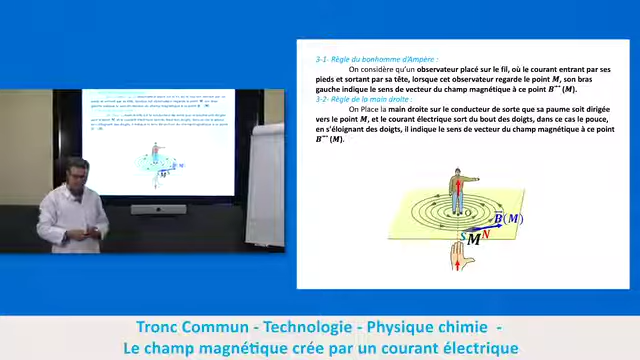 3-1- Règle du bonhomme d'Ampère :
On considère qu'un observateur placé sur le fil, où le courant entrant par ses
pieds et sortant par sa tête, lorsque cet observateur regarde le point M, son bras
gauche indique le sens de vecteur du champ magnétique à ce point B (M).
3-2- Règle de la main droite :
On Place la main droite sur le conducteur de sorte que sa paume soit dirigée
vers le point M, et le courant électrique sort du bout des doigts, dans ce cas le pouce,
en s'éloignant des doigts, il indique le sens de vecteur du champ magnétique à ce point
B (M).
B (M)
S M N
Tronc Commun - Technologie - Physique chimie -
Le champ magnétique crée par un courant électrique